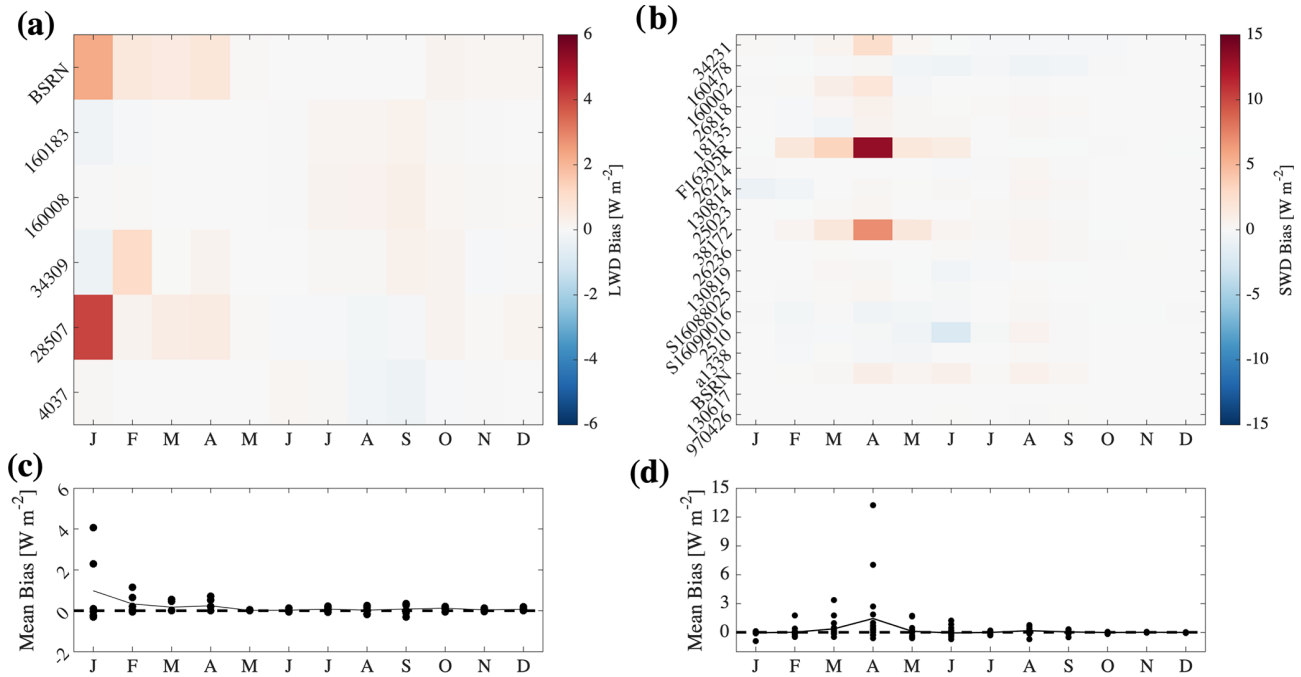 (a)
BSRN
160183
160008
34309
28507
4037
J F M A M J J A S O N D
6
4
2
0
-2
-4
-6
LWD Bias [W m-2]
(b)
34231
160478
160002
26818
18135
F16305R
26214
130814
25023
38172
26236
130819
S16088025
S16090016
2510
a1338
BSRN
130617
970426
J F M A M J J A S O N D
15
10
5
0
-5
-10
-15
SWD Bias [W m-2]
(c)
Mean Bias [W m-2]
6
4
2
0
-2
J F M A M J J A S O N D
(d)
Mean Bias [W m-2]
15
12
9
6
3
0
J F M A M J J A S O N D